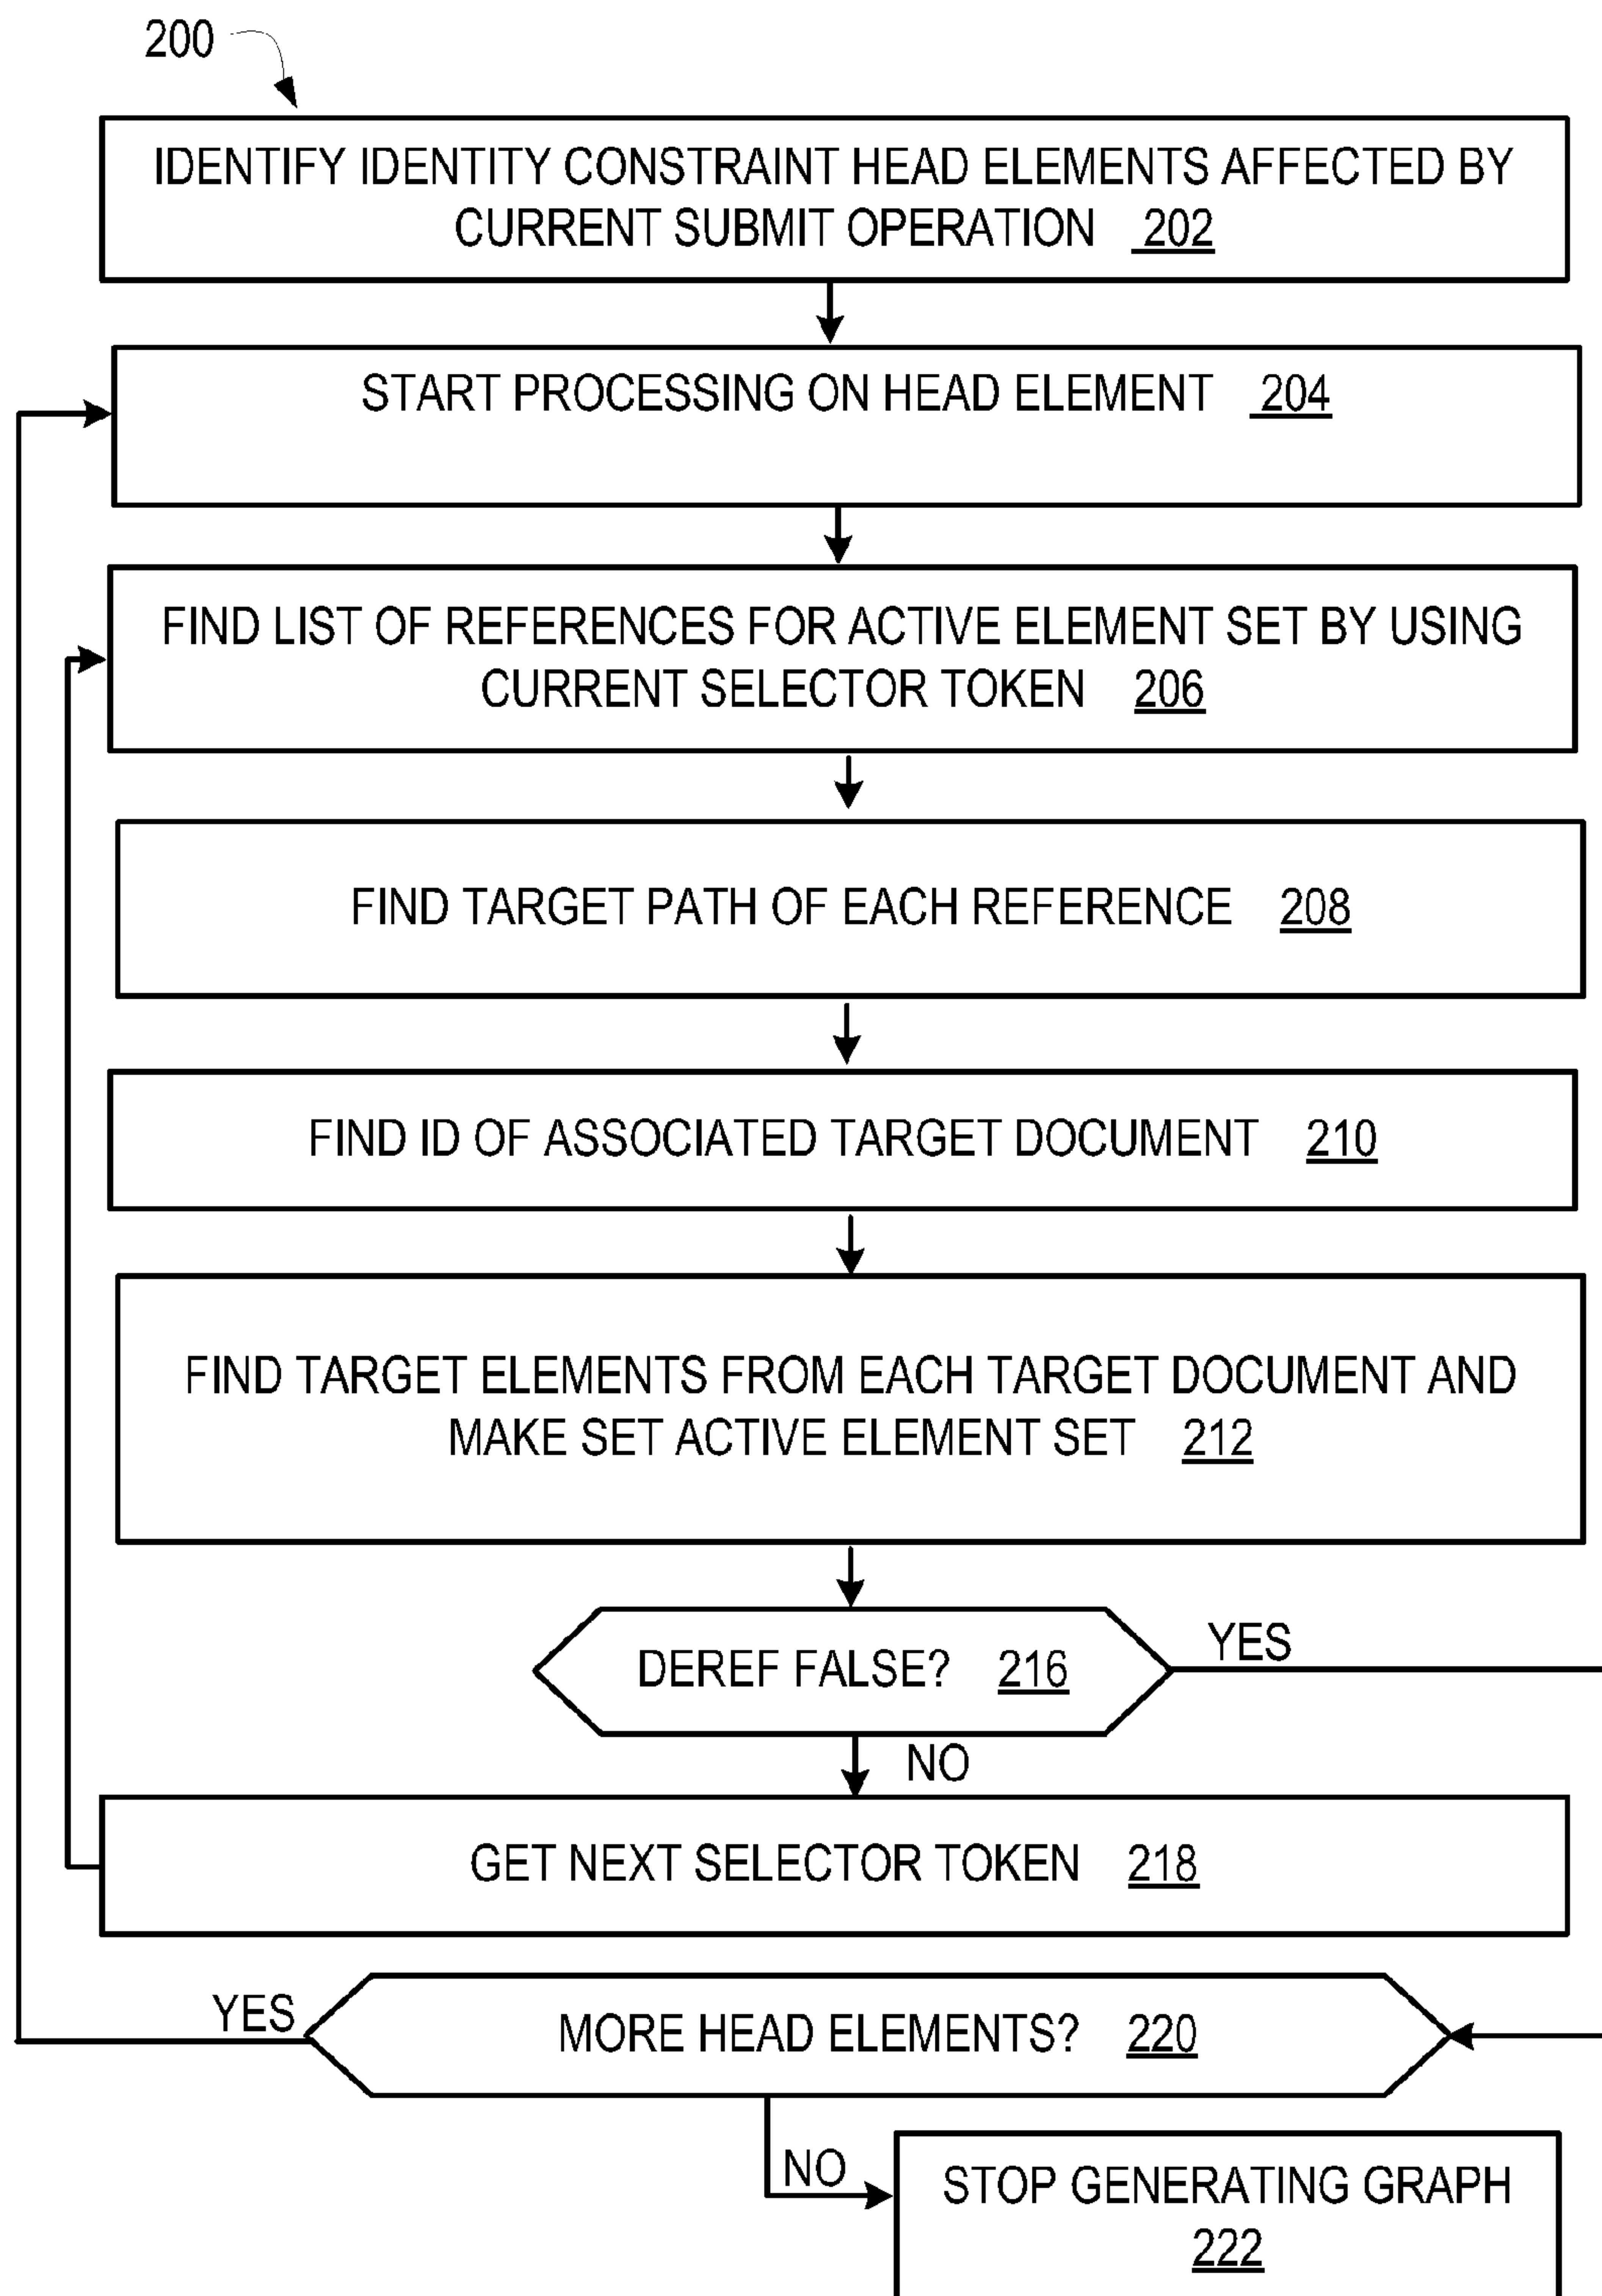 200
IDENTIFY IDENTITY CONSTRAINT HEAD ELEMENTS AFFECTED BY
CURRENT SUBMIT OPERATION 202
START PROCESSING ON HEAD ELEMENT 204
FIND LIST OF REFERENCES FOR ACTIVE ELEMENT SET BY USING
CURRENT SELECTOR TOKEN 206
FIND TARGET PATH OF EACH REFERENCE 208
FIND ID OF ASSOCIATED TARGET DOCUMENT 210
FIND TARGET ELEMENTS FROM EACH TARGET DOCUMENT AND
MAKE SET ACTIVE ELEMENT SET 212
DEREF FALSE? 216
YES
NO
GET NEXT SELECTOR TOKEN 218
YES
MORE HEAD ELEMENTS? 220
NO
STOP GENERATING GRAPH
222